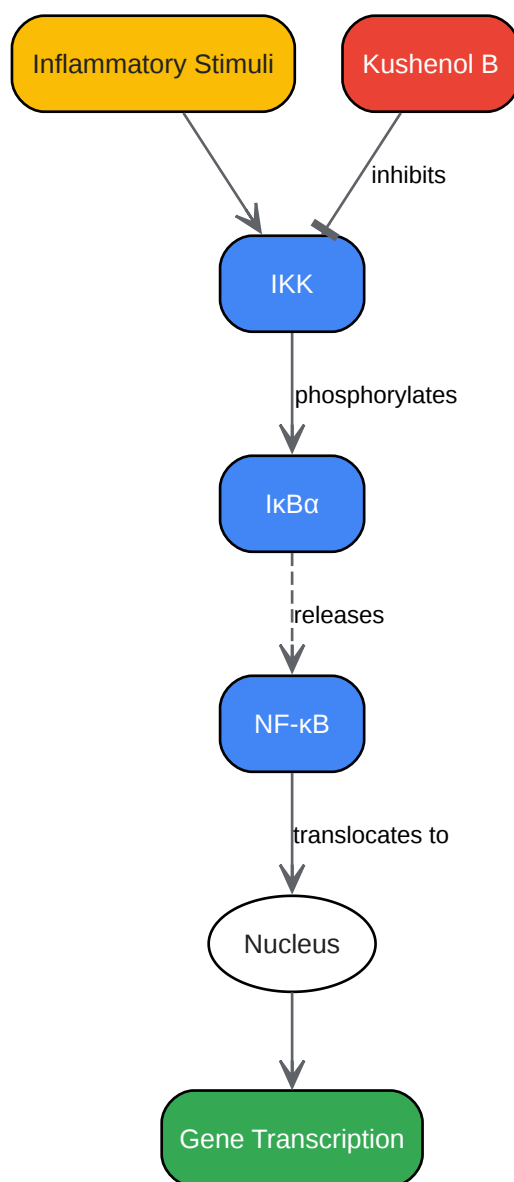 Inflammatory Stimuli
Kushenol B
inhibits
IKK
phosphorylates
IκBα
releases
NF-κB
translocates to
Nucleus
Gene Transcription